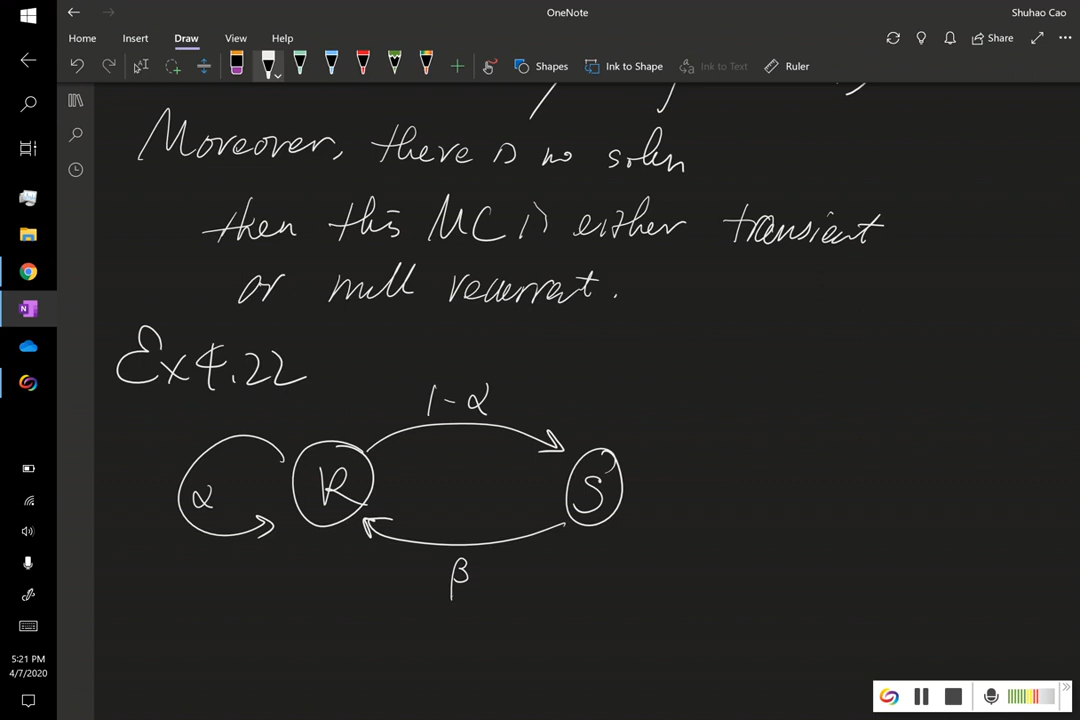 OneNote
Shuhao Cao
Home Insert Draw View Help
Share
Shapes Ink to Shape Ink to Text Ruler
Moreover, there is no soln
then this MC is either transient
or null recurrent.
Ex 4.22
1-α
α R S
β
5:21 PM
4/7/2020